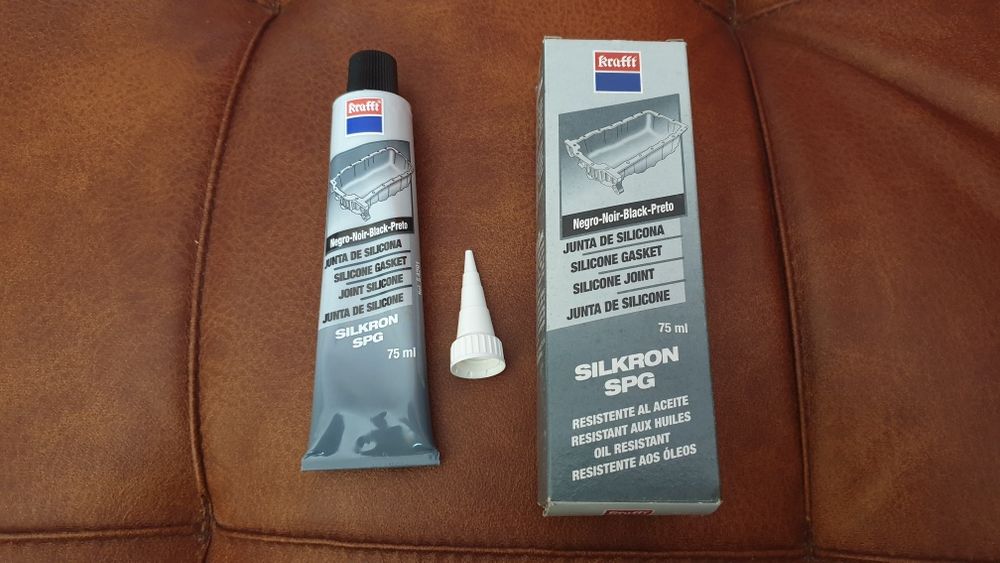 krafft
Negro-Noir-Black-Preto
JUNTA DE SILICONA
SILICONE GASKET
JOINT SILICONE
JUNTA DE SILICONE
SILKRON
SPG
75 ml
krafft
Negro-Noir-Black-Preto
JUNTA DE SILICONA
SILICONE GASKET
SILICONE JOINT
JUNTA DE SILICONE
75 ml
SILKRON
SPG
RESISTENTE AL ACEITE
RESISTANT AUX HUILES
OIL RESISTANT
RESISTENTE AOS ÓLEOS
krafft